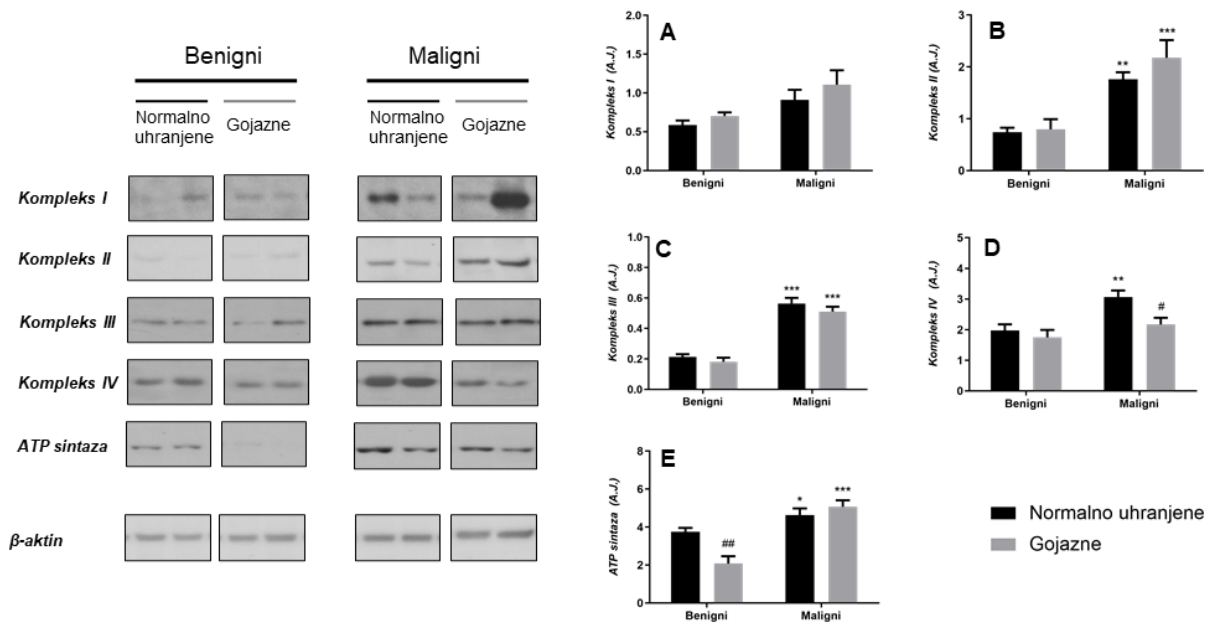 Benigni
Maligni
Normalno
uhranjene
Gojazne
Normalno
uhranjene
Gojazne
Kompleks I
Kompleks II
Kompleks III
Kompleks IV
ATP sintaza
β-aktin
A
Kompleks I (A.J.)
2.0
1.5
1.0
0.5
0.0
Benigni
Maligni
B
Kompleks II (A.J.)
3
2
1
0
**
***
Benigni
Maligni
C
Kompleks III (A.J.)
1.0
0.8
0.6
0.4
0.2
0.0
***
***
Benigni
Maligni
D
Kompleks IV (A.J.)
5
4
3
2
1
0
**
#
Benigni
Maligni
E
ATP sintaza (A.J.)
8
6
4
2
0
##
*
***
Benigni
Maligni
Normalno uhranjene
Gojazne